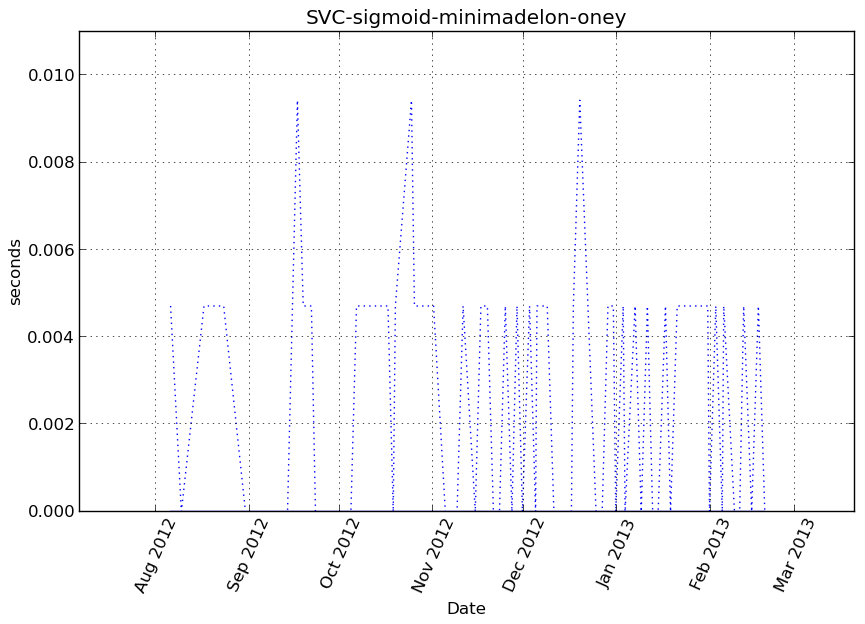 SVC-sigmoid-minimadelon-oney
0.010
0.008
0.006
0.004
0.002
0.000
seconds
Aug 2012
Sep 2012
Oct 2012
Nov 2012
Dec 2012
Jan 2013
Feb 2013
Mar 2013
Date